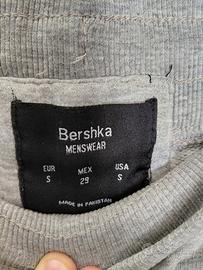 Bershka
MENSWEAR
EUR MEX USA
S 29 S
MADE IN PAKISTAN